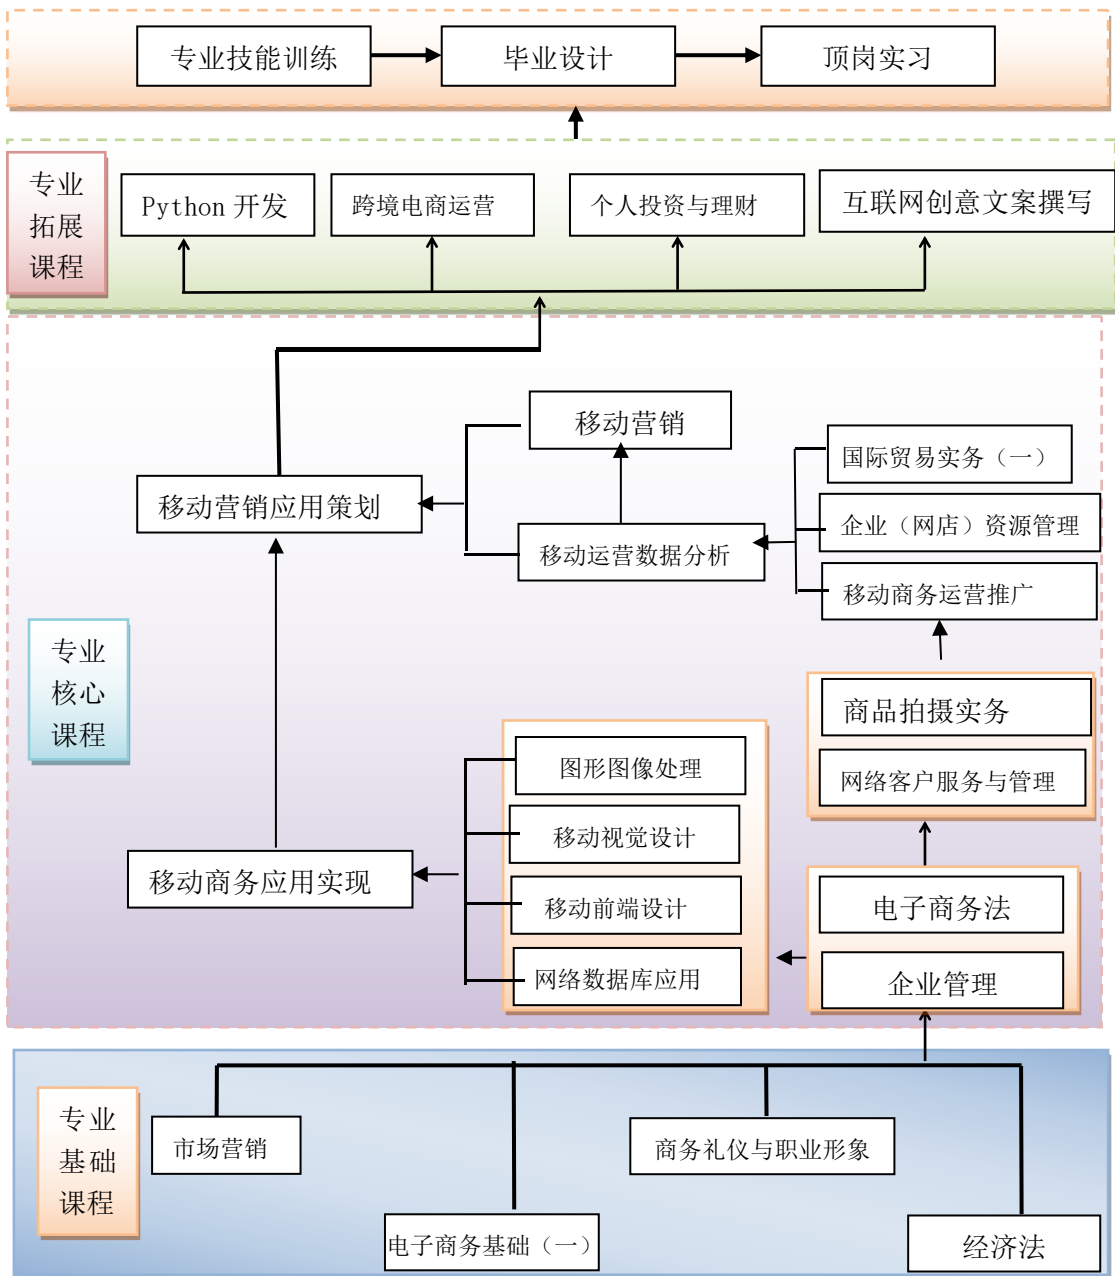 专业技能训练
毕业设计
顶岗实习
专业
拓展
课程
Python 开发
跨境电商运营
个人投资与理财
互联网创意文案撰写
移动营销
国际贸易实务（一）
移动营销应用策划
企业（网店）资源管理
移动运营数据分析
移动商务运营推广
专业
核心
课程
商品拍摄实务
图形图像处理
网络客户服务与管理
移动视觉设计
移动商务应用实现
移动前端设计
电子商务法
网络数据库应用
企业管理
专业
基础
课程
市场营销
商务礼仪与职业形象
电子商务基础（一）
经济法